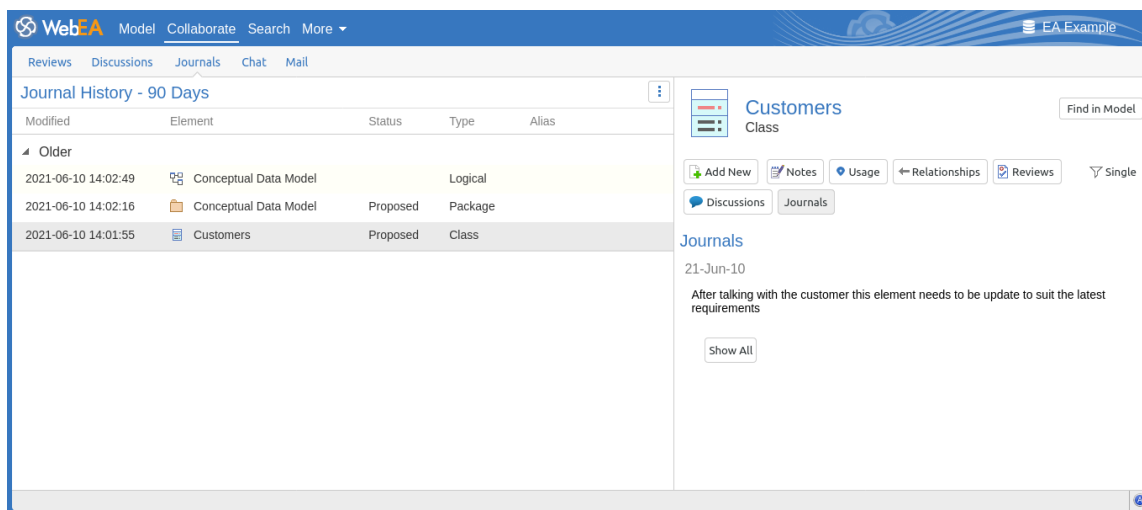 WebEA Model Collaborate Search More EA Example
Reviews Discussions Journals Chat Mail
Journal History - 90 Days
Modified Element Status Type Alias
Older
2021-06-10 14:02:49 Conceptual Data Model Logical
2021-06-10 14:02:16 Conceptual Data Model Proposed Package
2021-06-10 14:01:55 Customers Proposed Class
Customers
Class
Find in Model
Add New Notes Usage Relationships Reviews Single
Discussions Journals
Journals
21-Jun-10
After talking with the customer this element needs to be update to suit the latest
requirements
Show All